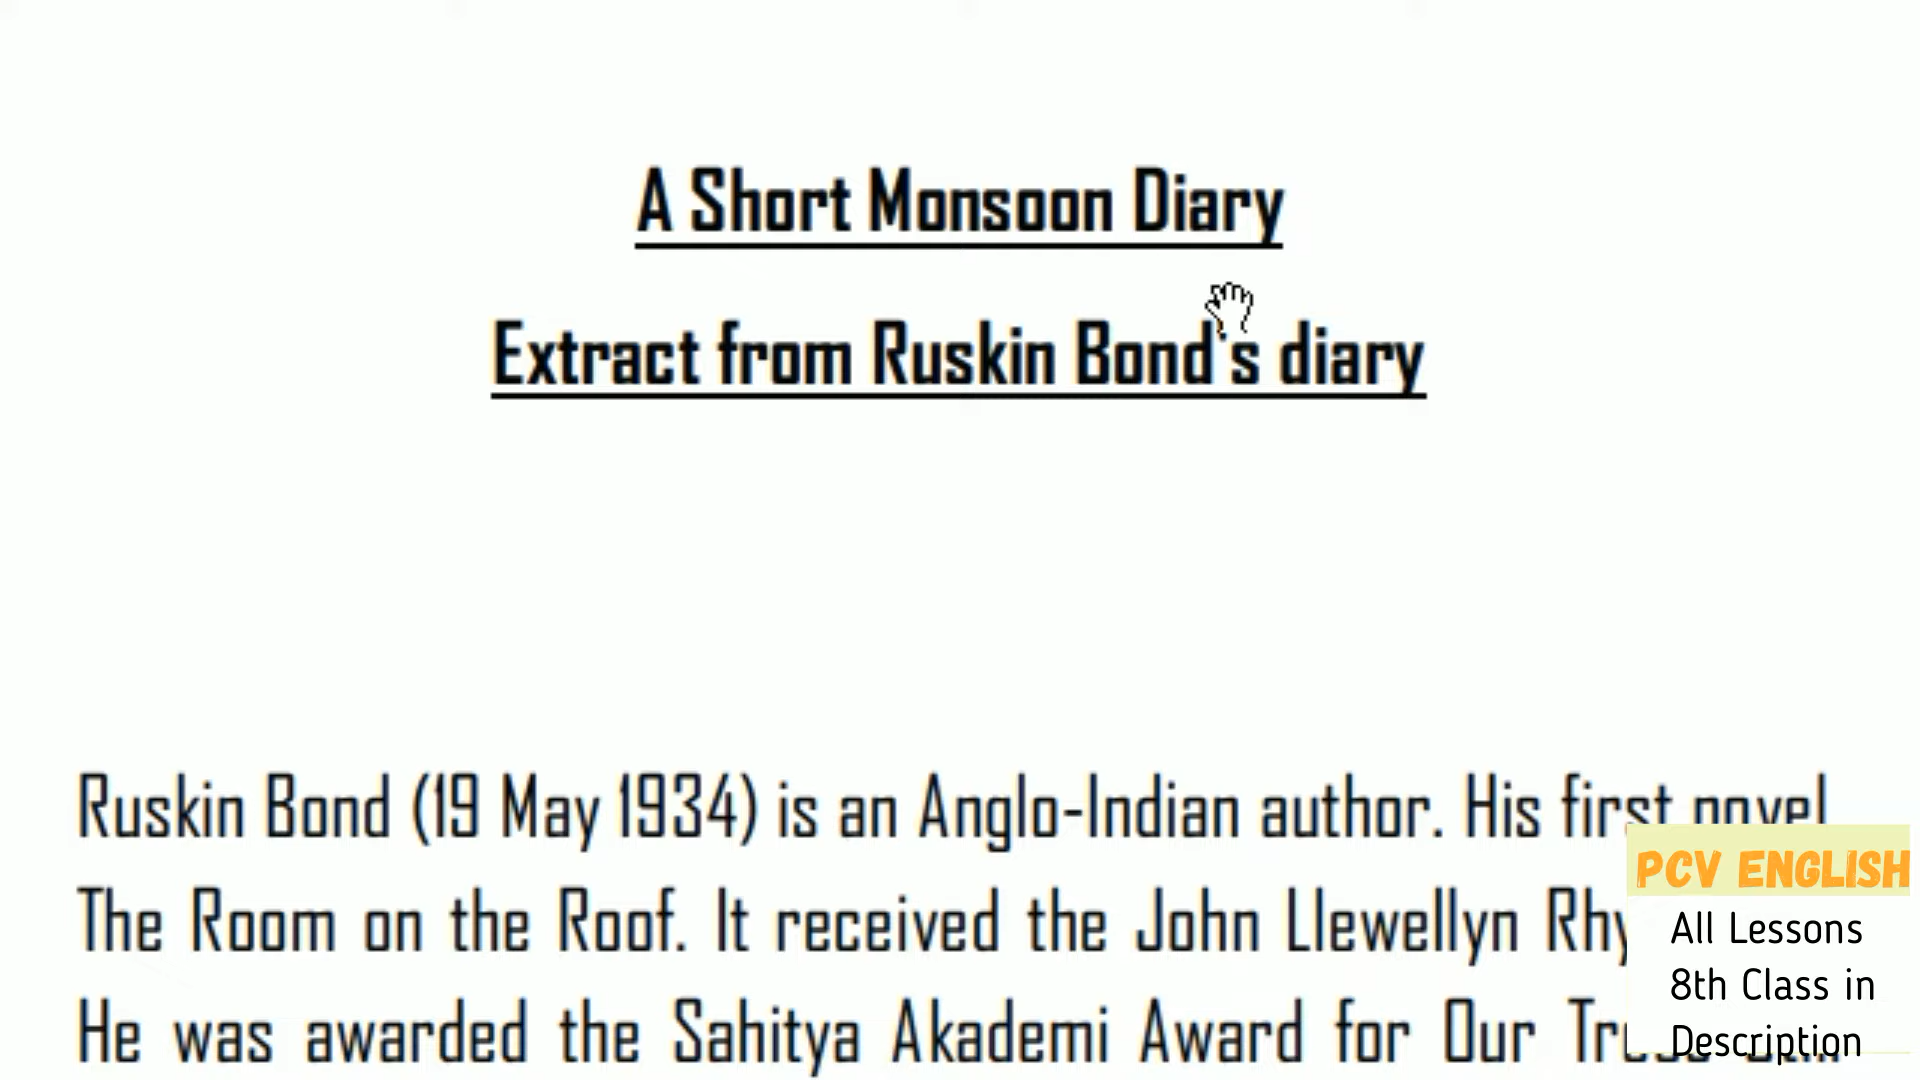 A Short Monsoon Diary
Extract from Ruskin Bond's diary
Ruskin Bond (19 May 1934) is an Anglo-Indian author. His first novel
The Room on the Roof. It received the John Llewellyn
He was awarded the Sahitya Akademi Award for Our
PCV ENGLISH
All Lessons
8th Class in
Description